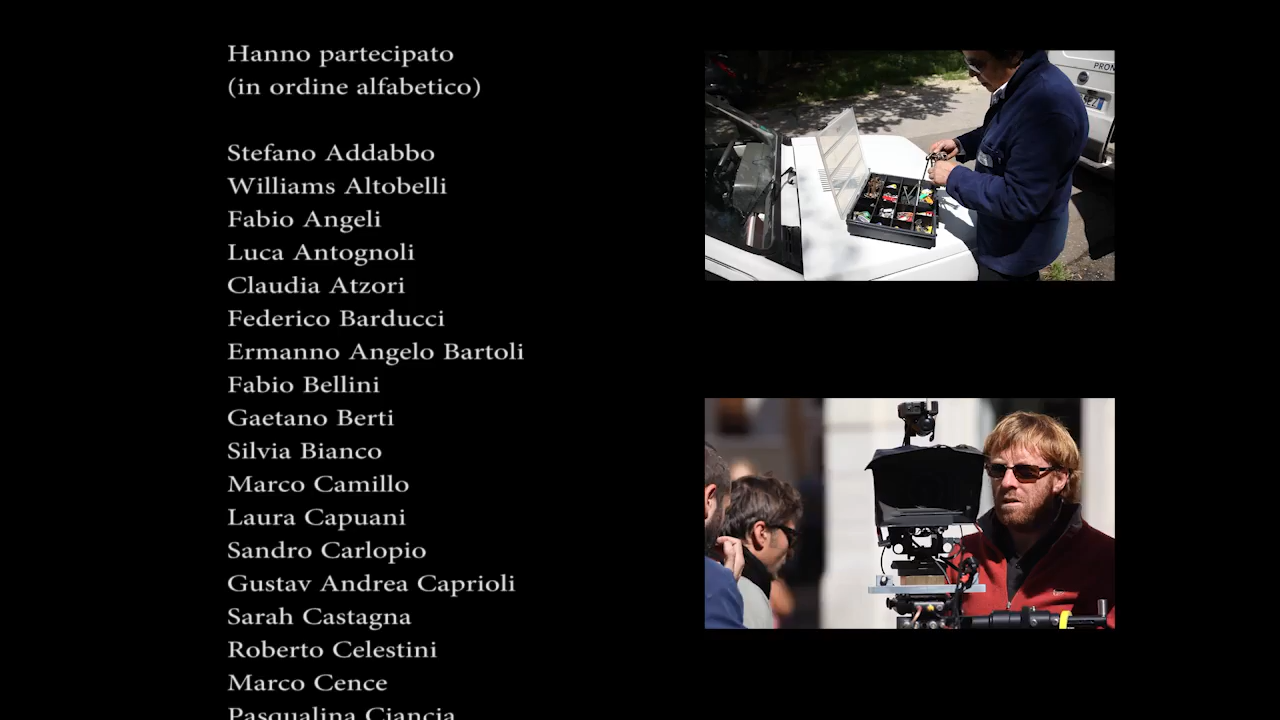 Hanno partecipato
(in ordine alfabetico)
Stefano Addabbo
Williams Altobelli
Fabio Angeli
Luca Antognoli
Claudia Atzori
Federico Barducci
Ermanno Angelo Bartoli
Fabio Bellini
Gaetano Berti
Silvia Bianco
Marco Camillo
Laura Capuani
Sandro Carlopio
Gustav Andrea Caprioli
Sarah Castagna
Roberto Celestini
Marco Cence
Pasqualina Ciancia
PRON